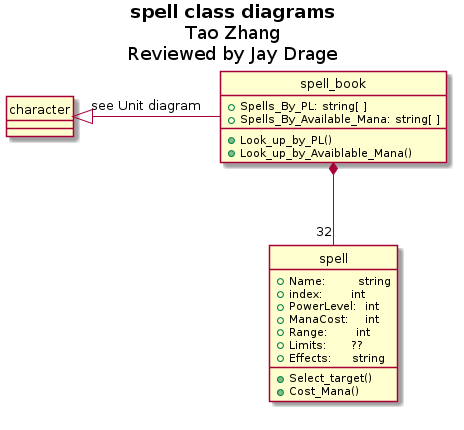 spell class diagrams
Tao Zhang
Reviewed by Jay Drage
spell_book
character
see Unit diagram
Spells_By_PL: string[ ]
Spells_By_Available_Mana: string[ ]
Look_up_by_PL()
Look_up_by_Avaiblable_Mana()
32
spell
Name: string
index: int
PowerLevel: int
ManaCost: int
Range: int
Limits: ??
Effects: string
Select_target()
Cost_Mana()